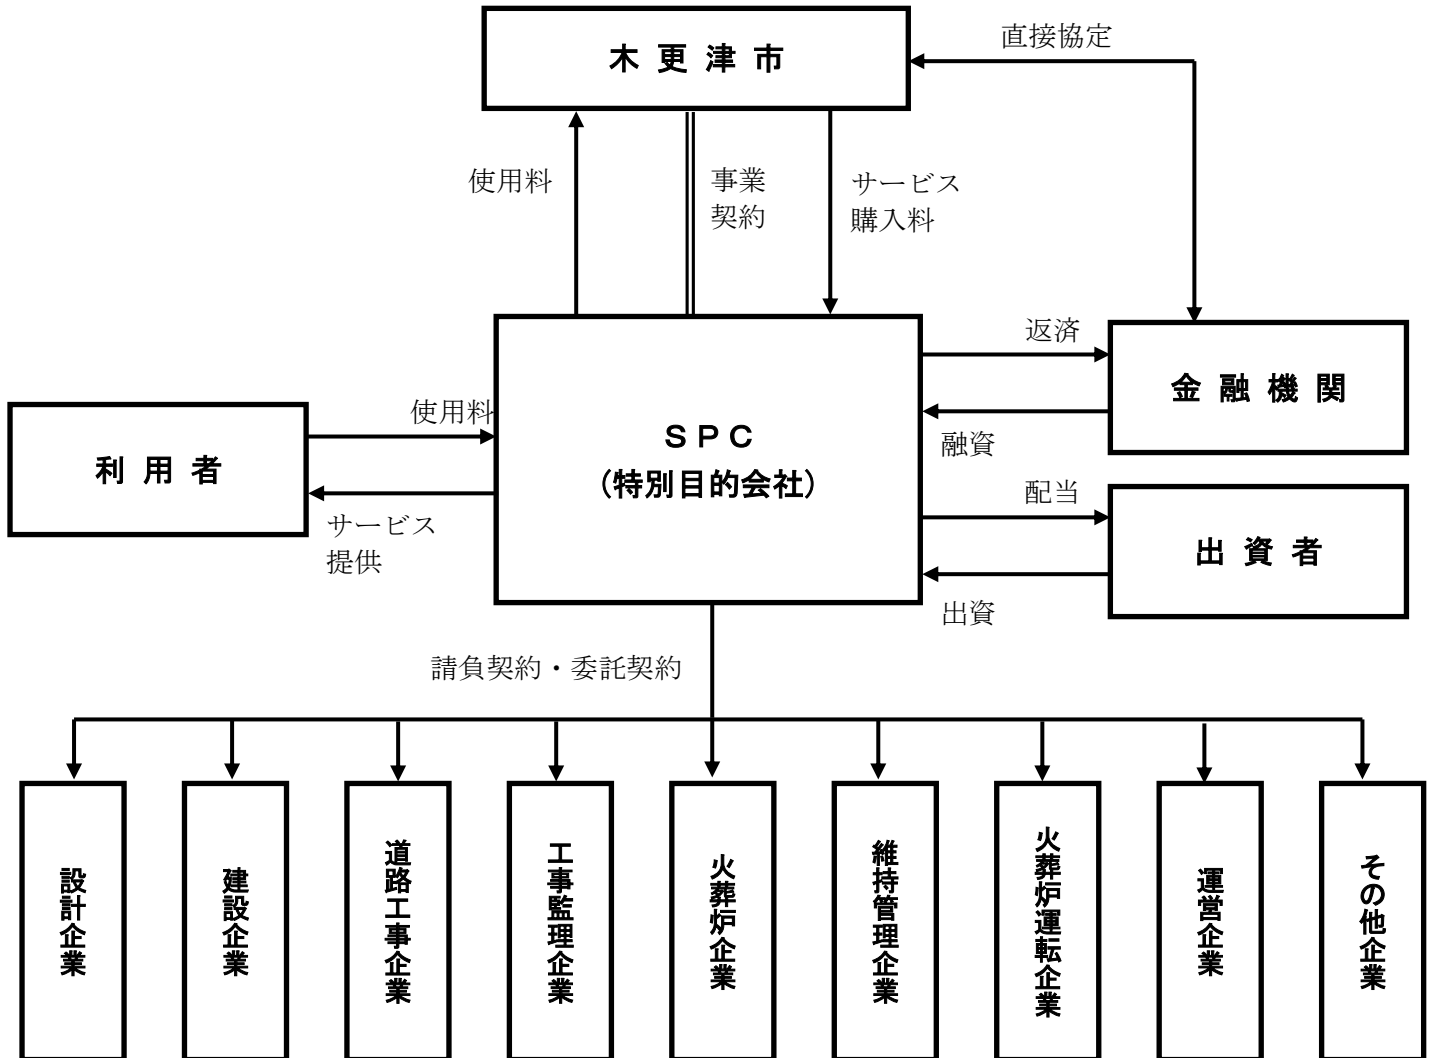 木更津市
直接協定
使用料
事業
契約
サービス
購入料
返済
金融機関
融資
利用者
使用料
サービス
提供
ＳＰＣ
（特別目的会社）
配当
出資者
出資
請負契約・委託契約
設計企業
建設企業
道路工事企業
工事監理企業
火葬炉企業
維持管理企業
火葬炉運転企業
運営企業
その他企業